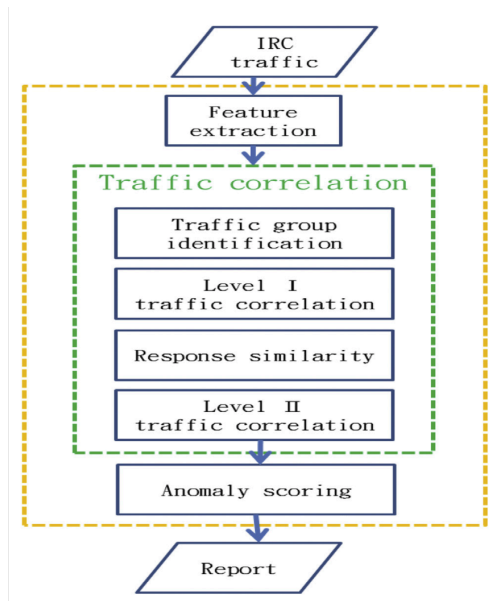 IRC
traffic
Feature
extraction
Traffic correlation
Traffic group
identification
Level Ⅰ
traffic correlation
Response similarity
Level Ⅱ
traffic correlation
Anomaly scoring
Report